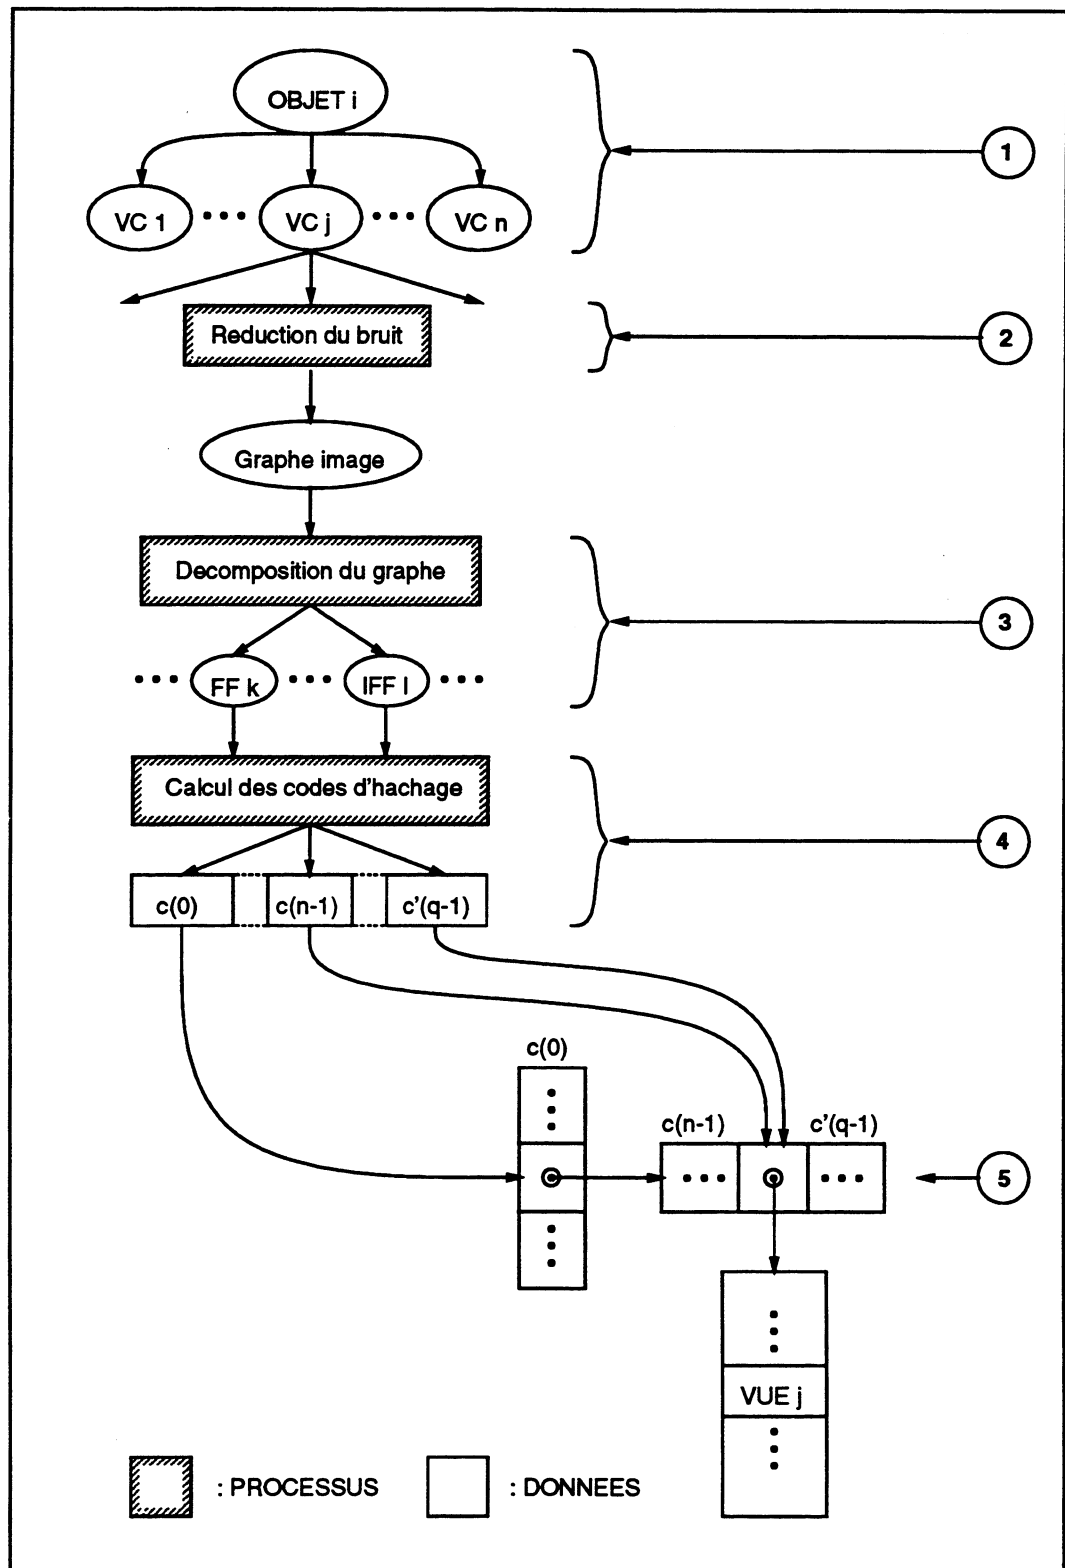 OBJET i
1
VC 1 ••• VC j ••• VC n
Reduction du bruit
2
Graphe image
Decomposition du graphe
3
••• FF k ••• IFF l •••
Calcul des codes d'hachage
4
c(0) c(n-1) c'(q-1)
c(0)
c(n-1) c'(q-1)
5
VUE j
: PROCESSUS : DONNEES